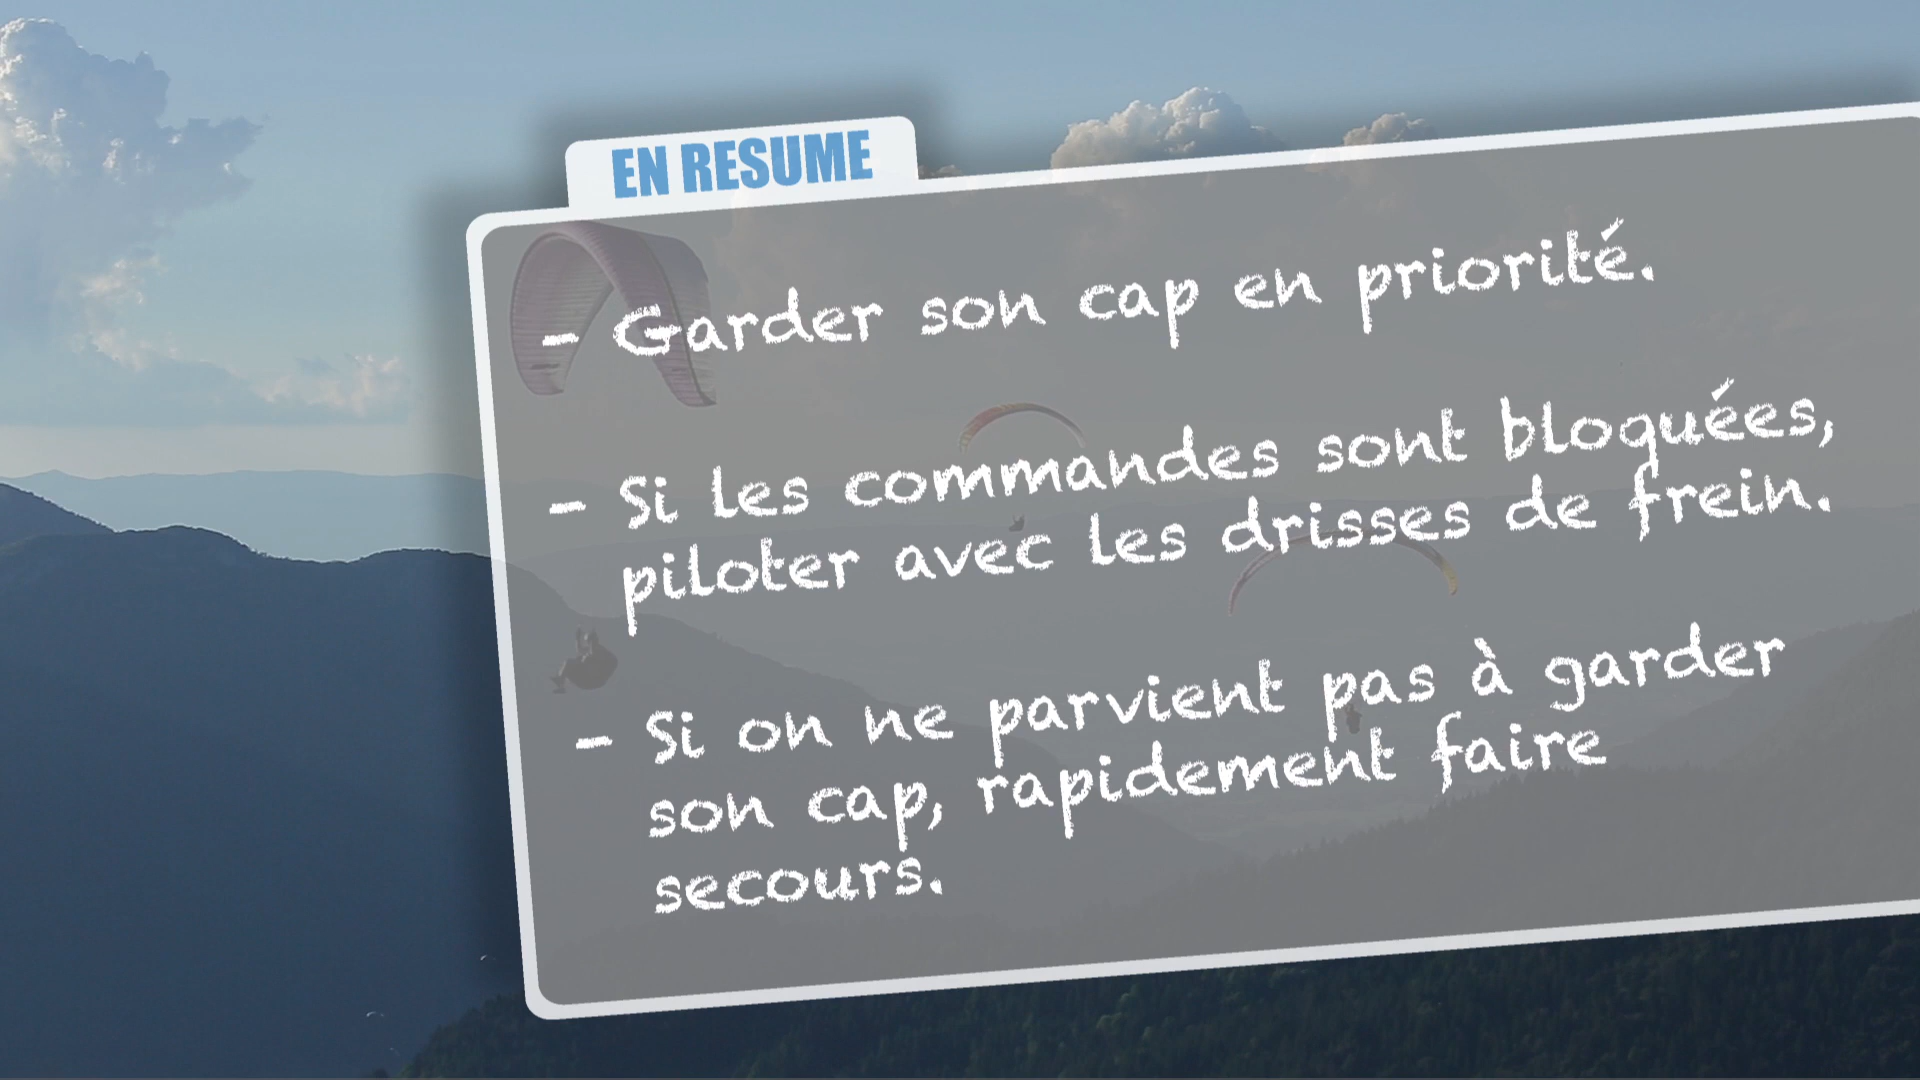 EN RESUME
- Garder son cap en priorité.
- Si les commandes sont bloquées,
piloter avec les drisses de frein.
- Si on ne parvient pas à garder
son cap, rapidement faire
secours.